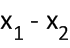 x₁ - x₂